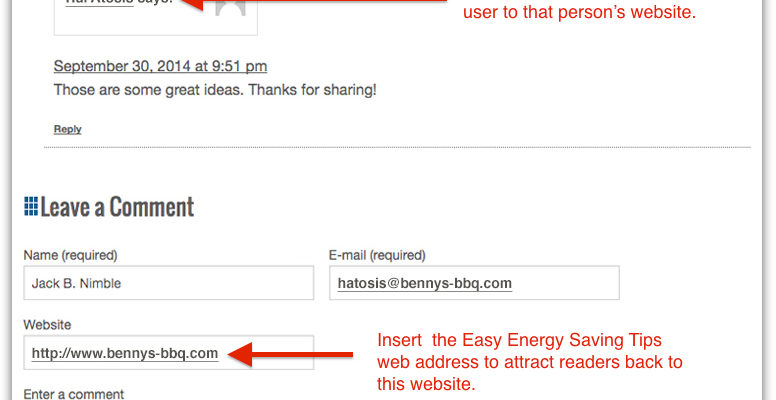 says:
user to that person's website.
September 30, 2014 at 9:51 pm
Those are some great ideas. Thanks for sharing!
Reply
Leave a Comment
Name (required)
E-mail (required)
Jack B. Nimble
hatosis@bennys-bbq.com
Website
http://www.bennys-bbq.com
Insert the Easy Energy Saving Tips
web address to attract readers back to
this website.
Enter a comment